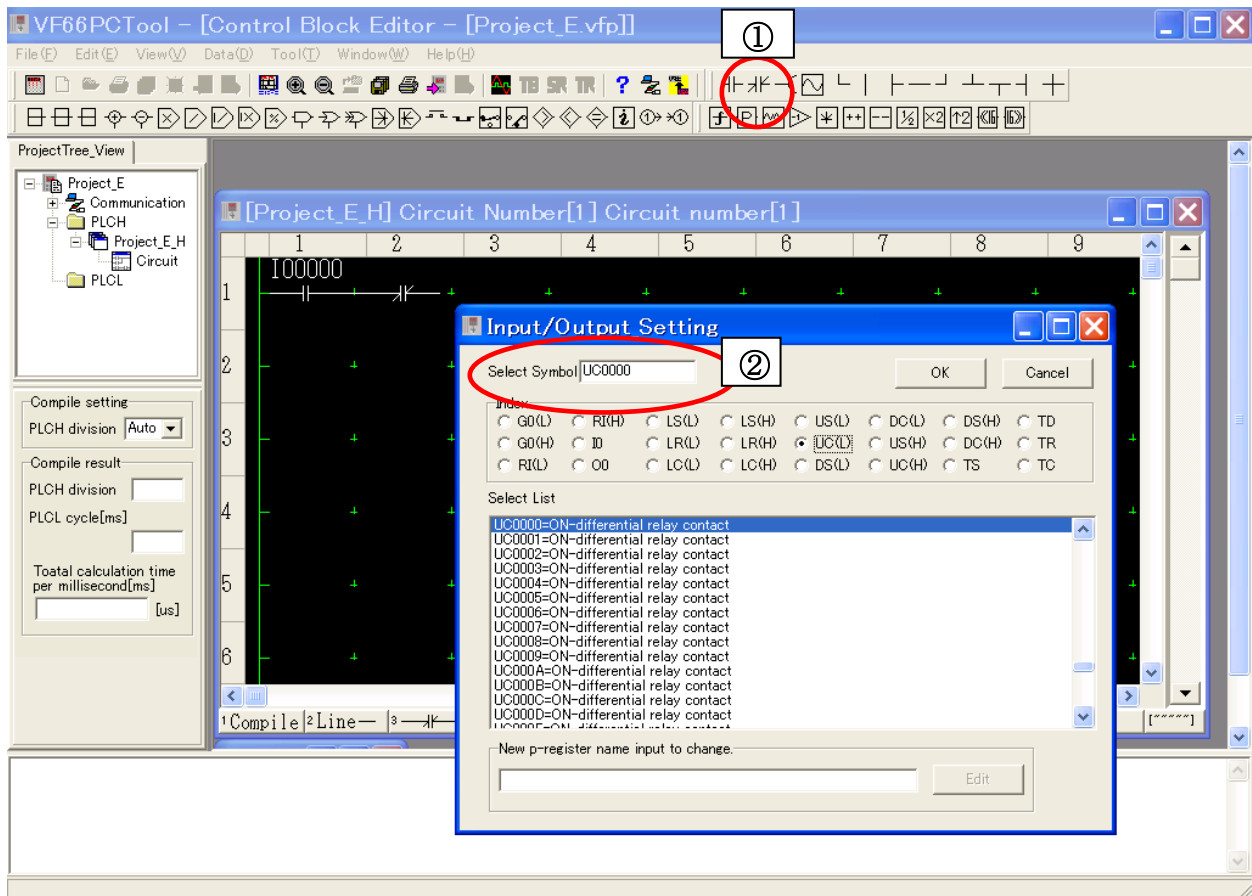 VF66PCTool - [Control Block Editor - [Project_E.vfp]]
①
File(F) Edit(E) View(V) Data(D) Tool(T) Window(W) Help(H)
TB SR TR ?
ProjectTree_View
Project_E
Communication
PLCH
Project_E_H
Circuit
PLCL
Compile setting
PLCH division Auto
Compile result
PLCH division
PLCL cycle[ms]
Toatal calculation time
per millisecond[ms]
[us]
[Project_E_H] Circuit Number[1] Circuit number[1]
1 2 3 4 5 6 7 8 9
I00000
1
2
3
4
5
6
1Compile 2Line 3
[""""]
Input/Output Setting
Select Symbol UC0000
②
OK Cancel
Index
G0(L) RI(H) LS(L) LS(H) US(L) DC(L) DS(H) TD
G0(H) I0 LR(L) LR(H) UC(L) US(H) DC(H) TR
RI(L) O0 LC(L) LC(H) DS(L) UC(H) TS TC
Select List
UC0000=ON-differential relay contact
UC0001=ON-differential relay contact
UC0002=ON-differential relay contact
UC0003=ON-differential relay contact
UC0004=ON-differential relay contact
UC0005=ON-differential relay contact
UC0006=ON-differential relay contact
UC0007=ON-differential relay contact
UC0008=ON-differential relay contact
UC0009=ON-differential relay contact
UC000A=ON-differential relay contact
UC000B=ON-differential relay contact
UC000C=ON-differential relay contact
UC000D=ON-differential relay contact
New p-register name input to change.
Edit